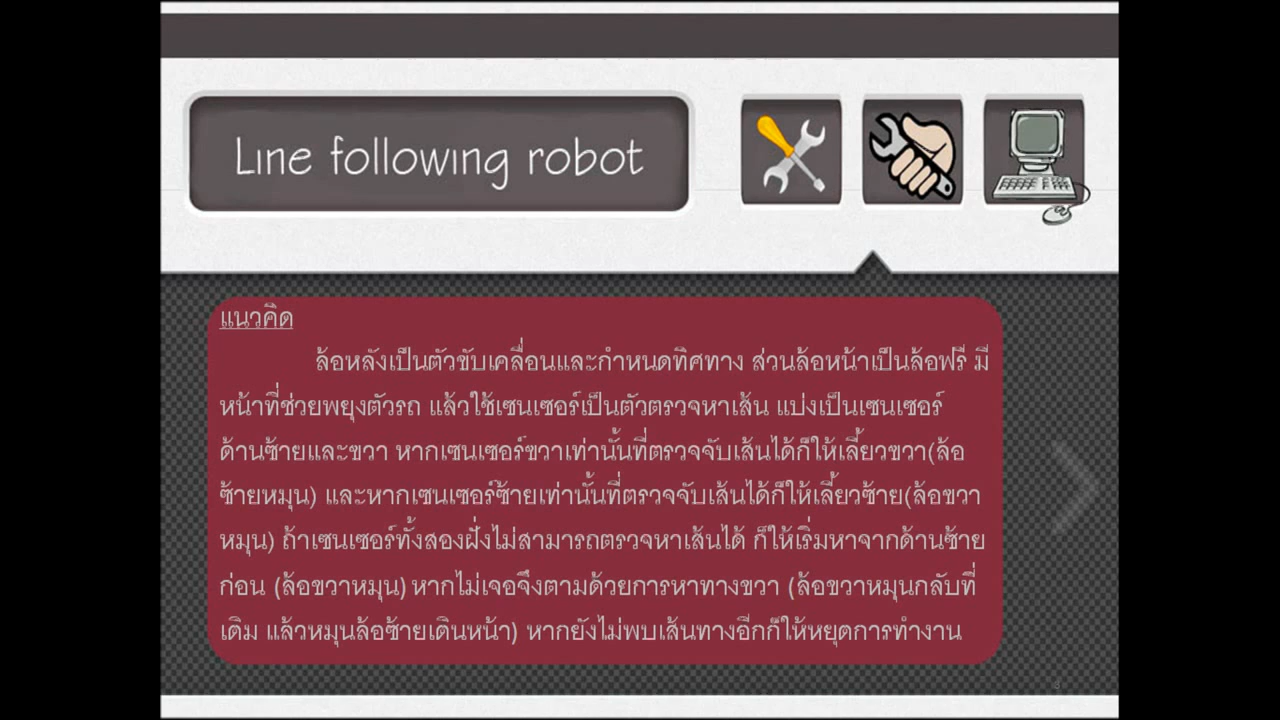 Line following robot
แนวคิด
ล้อหลังเป็นตัวขับเคลื่อนและกำหนดทิศทาง ส่วนล้อหน้าเป็นล้อฟรี มี
หน้าที่ช่วยพยุงตัวรถ แล้วใช้เซนเซอร์เป็นตัวตรวจหาเส้น แบ่งเป็นเซนเซอร์
ด้านซ้ายและขวา หากเซนเซอร์ขวาเท่านั้นที่ตรวจจับเส้นได้ก็ให้เลี้ยวขวา(ล้อ
ซ้ายหมุน) และหากเซนเซอร์ซ้ายเท่านั้นที่ตรวจจับเส้นได้ก็ให้เลี้ยวซ้าย(ล้อขวา
หมุน) ถ้าเซนเซอร์ทั้งสองฝั่งไม่สามารถตรวจหาเส้นได้ ก็ให้เริ่มหาจากด้านซ้าย
ก่อน (ล้อขวาหมุน) หากไม่เจอจึงตามด้วยการหาทางขวา (ล้อขวาหมุนกลับที่
เดิม แล้วหมุนล้อซ้ายเดินหน้า) หากยังไม่พบเส้นทางอีกก็ให้หยุดการทำงาน
3